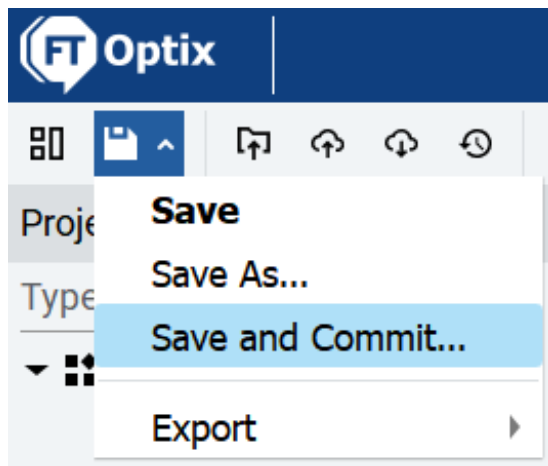 FT Optix
Save
Proje
Save As...
Type
Save and Commit...
Export